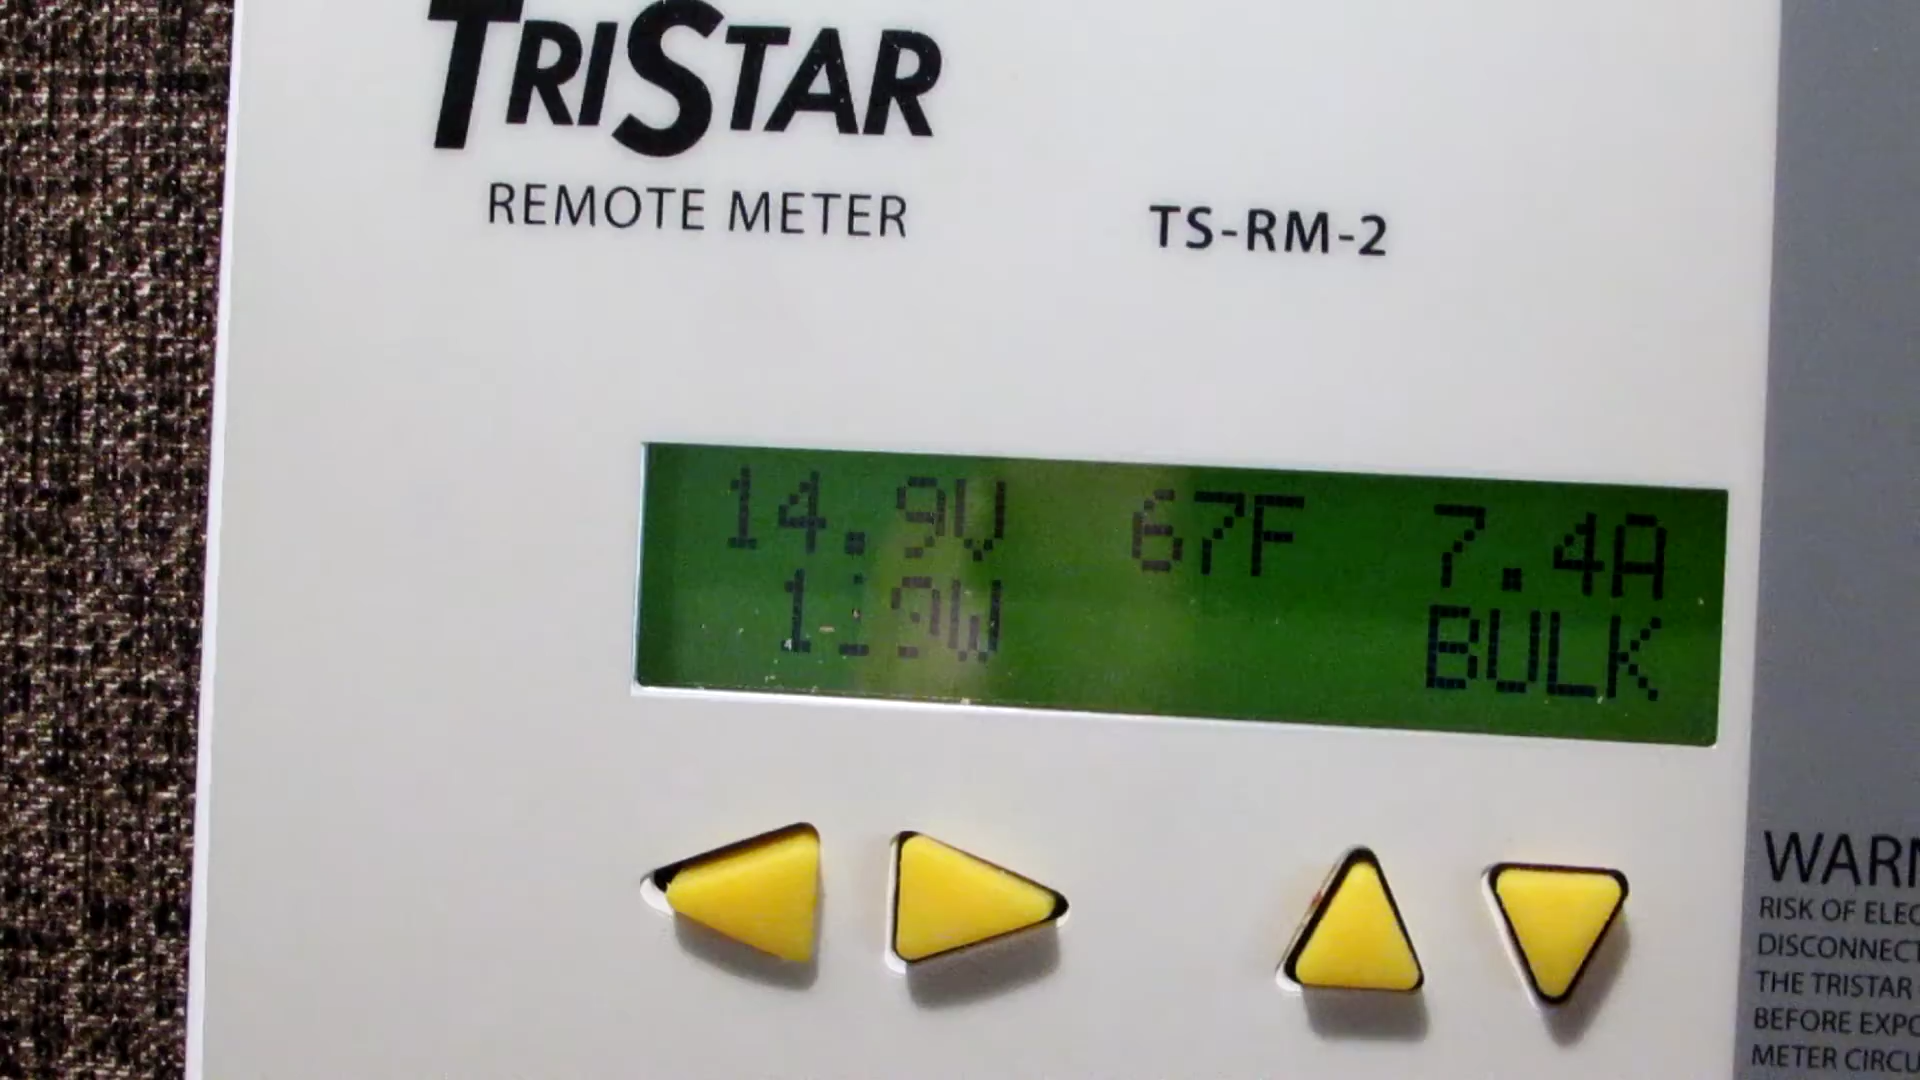 TRISTAR
REMOTE METER
TS-RM-2
14.9V 67F 7.4A
BULK
WARN
RISK OF ELEC
DISCONNECT
THE TRISTAR
BEFORE EXPO
METER CIRCU